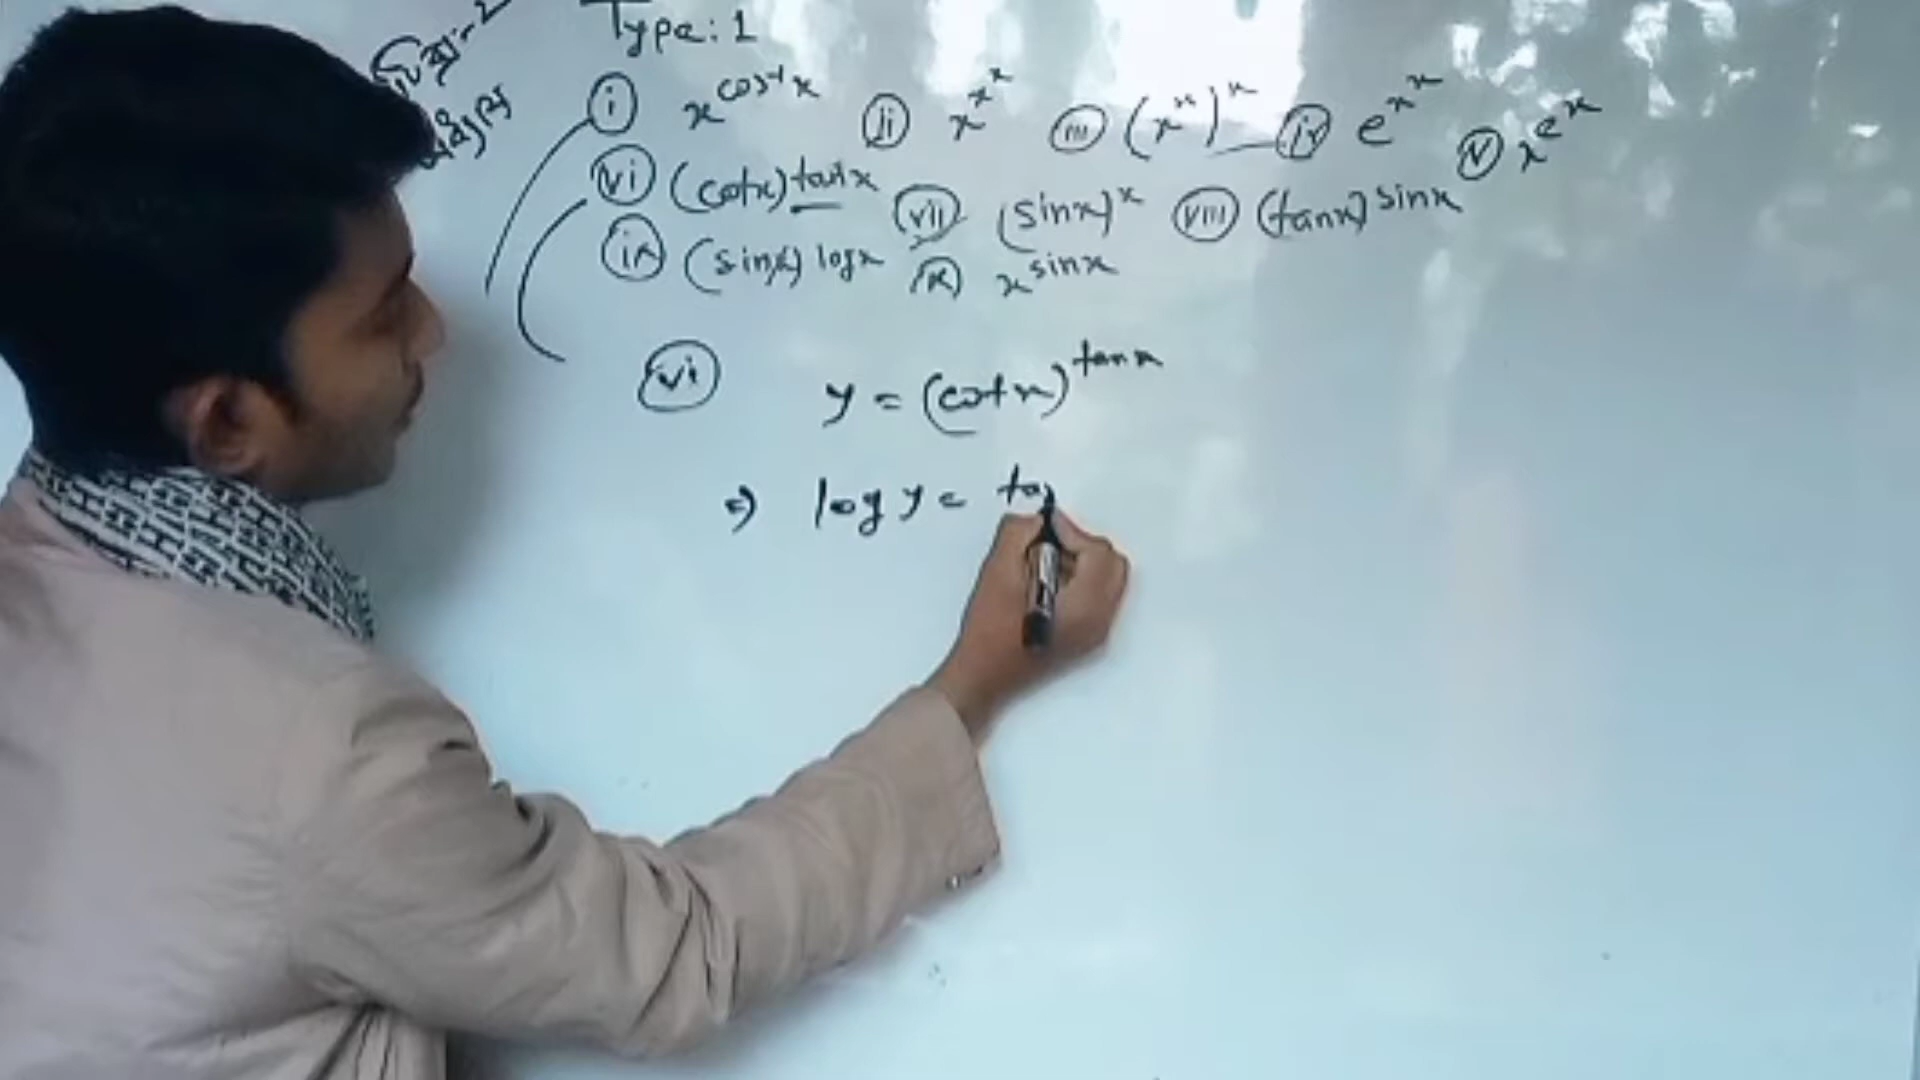 Type: 1
(i) x^{cos⁻¹x} (ii) x^{x^x} (iii) (x^x)^x (iv) e^{x^x} (v) x^{e^x}
(vi) (cotx)^{tanx} (vii) (sinx)^x (viii) (tanx)^{sinx}
(ix) (sinx)^{logx} (x) x^{sinx}
(vi) y = (cotx)^{tanx}
⇒ log y = tan